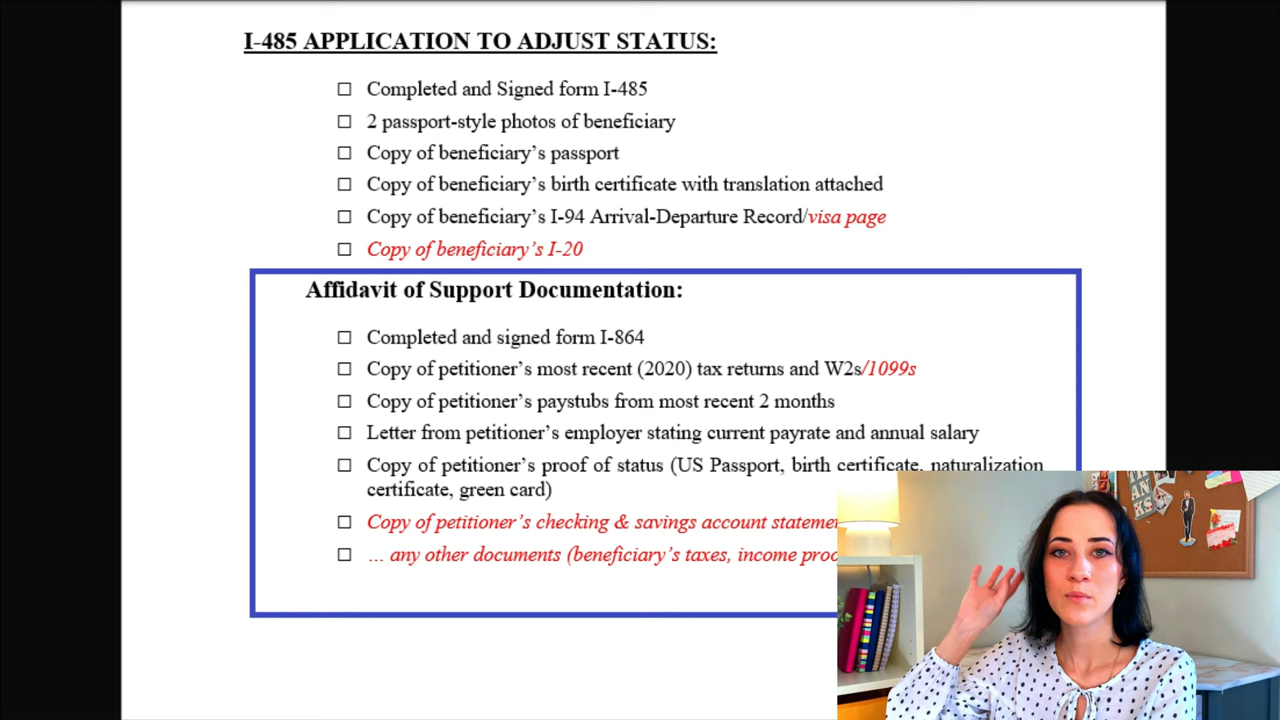 I-485 APPLICATION TO ADJUST STATUS:
☐ Completed and Signed form I-485
☐ 2 passport-style photos of beneficiary
☐ Copy of beneficiary's passport
☐ Copy of beneficiary's birth certificate with translation attached
☐ Copy of beneficiary's I-94 Arrival-Departure Record/visa page
☐ Copy of beneficiary's I-20
Affidavit of Support Documentation:
☐ Completed and signed form I-864
☐ Copy of petitioner's most recent (2020) tax returns and W2s/1099s
☐ Copy of petitioner's paystubs from most recent 2 months
☐ Letter from petitioner's employer stating current payrate and annual salary
☐ Copy of petitioner's proof of status (US Passport, birth certificate, naturalization
certificate, green card)
☐ Copy of petitioner's checking & savings account
☐ ... any other documents (beneficiary's taxes, income